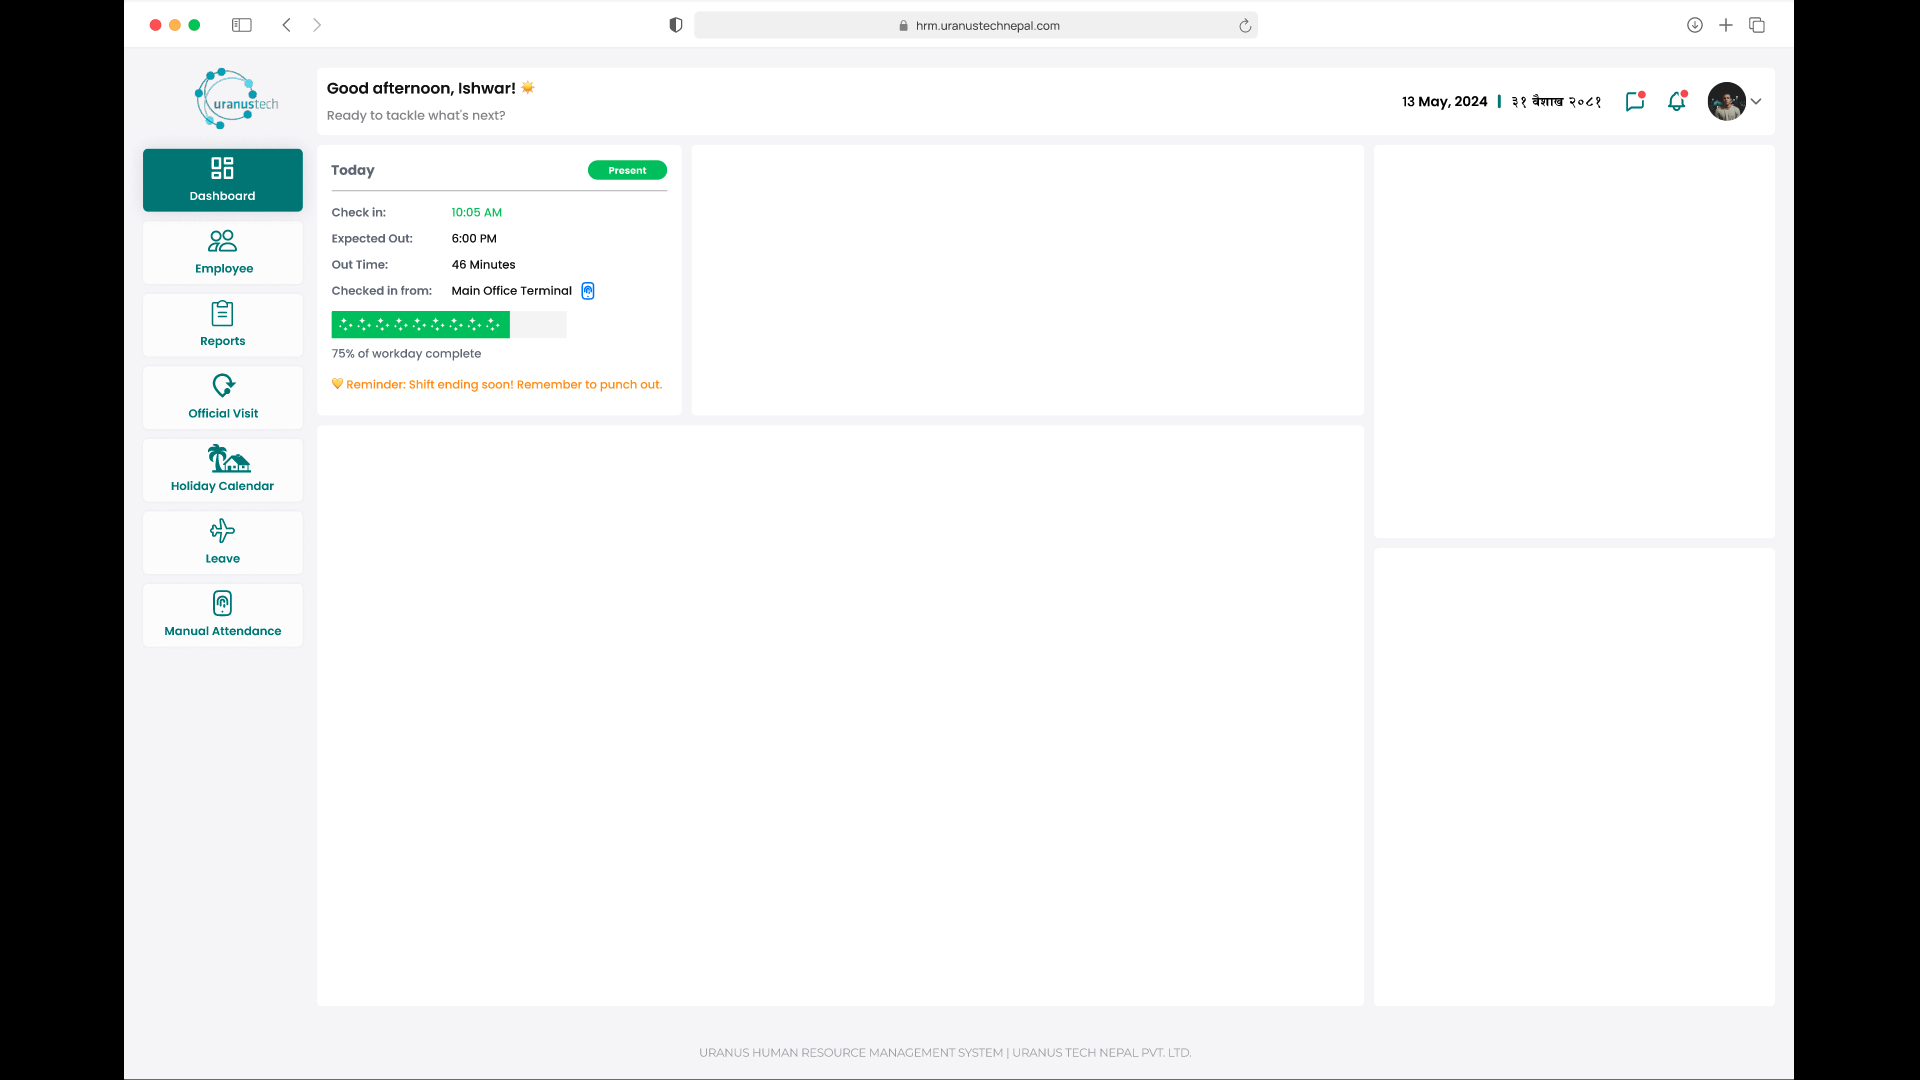 hrm.uranustechnepal.com
uranustech
Good afternoon, Ishwar!
Ready to tackle what's next?
13 May, 2024 | ३१ वैशाख २०८१
Dashboard
Employee
Reports
Official Visit
Holiday Calendar
Leave
Manual Attendance
Today
Present
Check in: 10:05 AM
Expected Out: 6:00 PM
Out Time: 46 Minutes
Checked in from: Main Office Terminal
75% of workday complete
Reminder: Shift ending soon! Remember to punch out.
URANUS HUMAN RESOURCE MANAGEMENT SYSTEM | URANUS TECH NEPAL PVT. LTD.